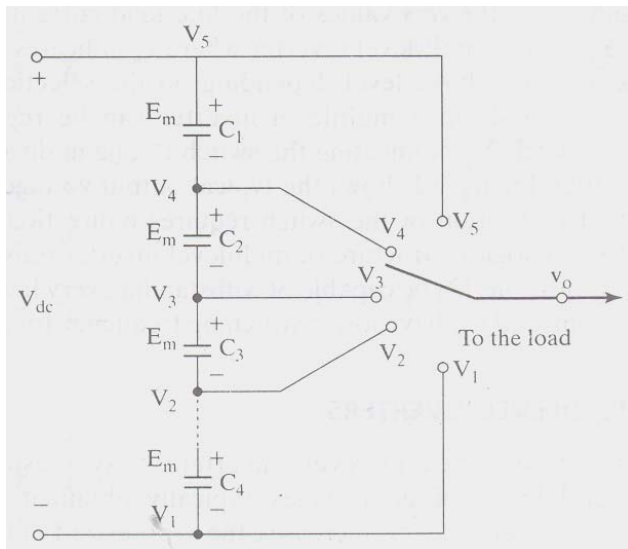 V5
+
Em
+
C1
−
V4
Em
+
C2
−
V4
V5
Vdc
V3
V3
vo
Em
+
C3
−
V2
To the load
V2
V1
Em
+
C4
−
−
V1